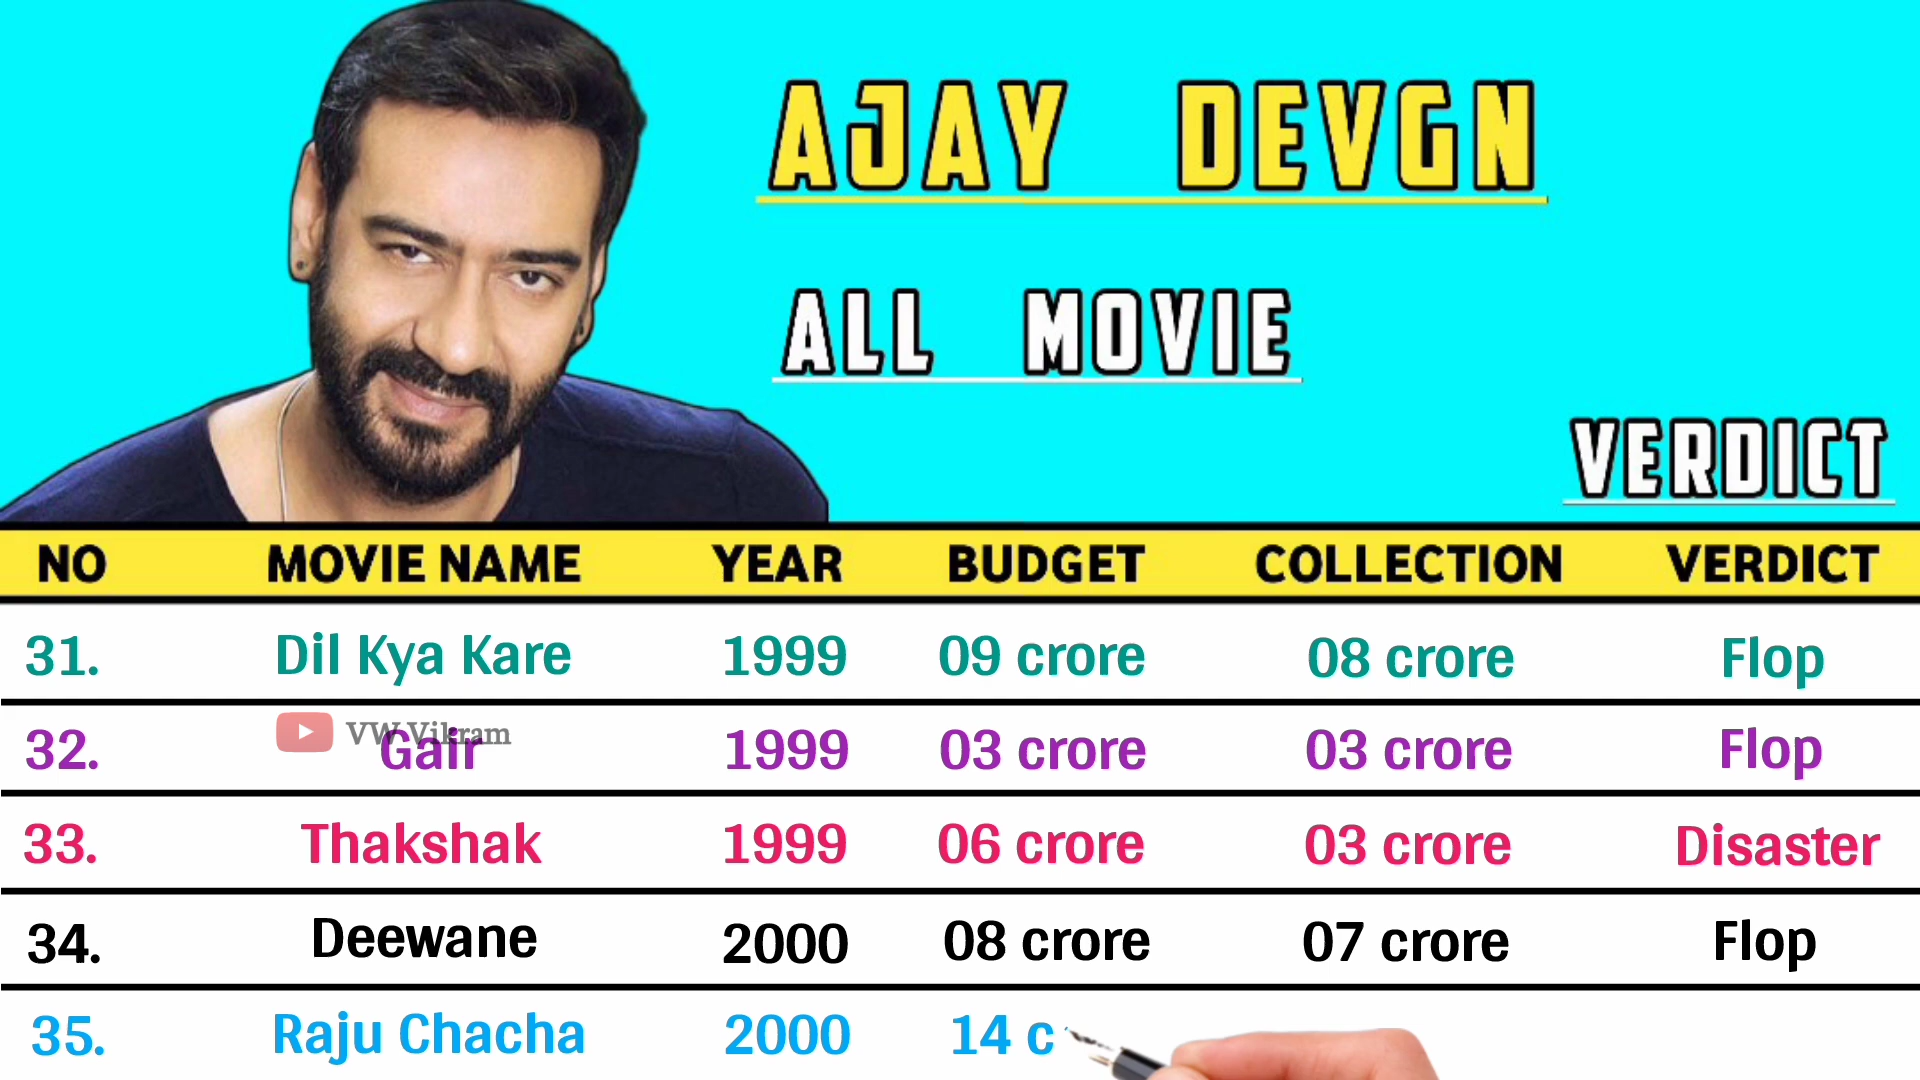 AJAY DEVGN
ALL MOVIE
VERDICT
NO MOVIE NAME YEAR BUDGET COLLECTION VERDICT
31. Dil Kya Kare 1999 09 crore 08 crore Flop
VW Vikram
32. Gair 1999 03 crore 03 crore Flop
33. Thakshak 1999 06 crore 03 crore Disaster
34. Deewane 2000 08 crore 07 crore Flop
35. Raju Chacha 2000 14 c